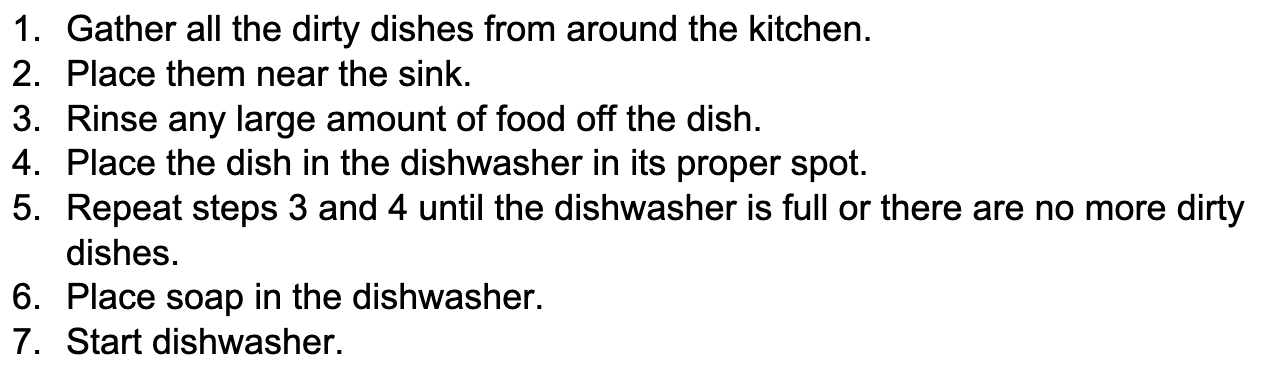 1. Gather all the dirty dishes from around the kitchen.
2. Place them near the sink.
3. Rinse any large amount of food off the dish.
4. Place the dish in the dishwasher in its proper spot.
5. Repeat steps 3 and 4 until the dishwasher is full or there are no more dirty
dishes.
6. Place soap in the dishwasher.
7. Start dishwasher.